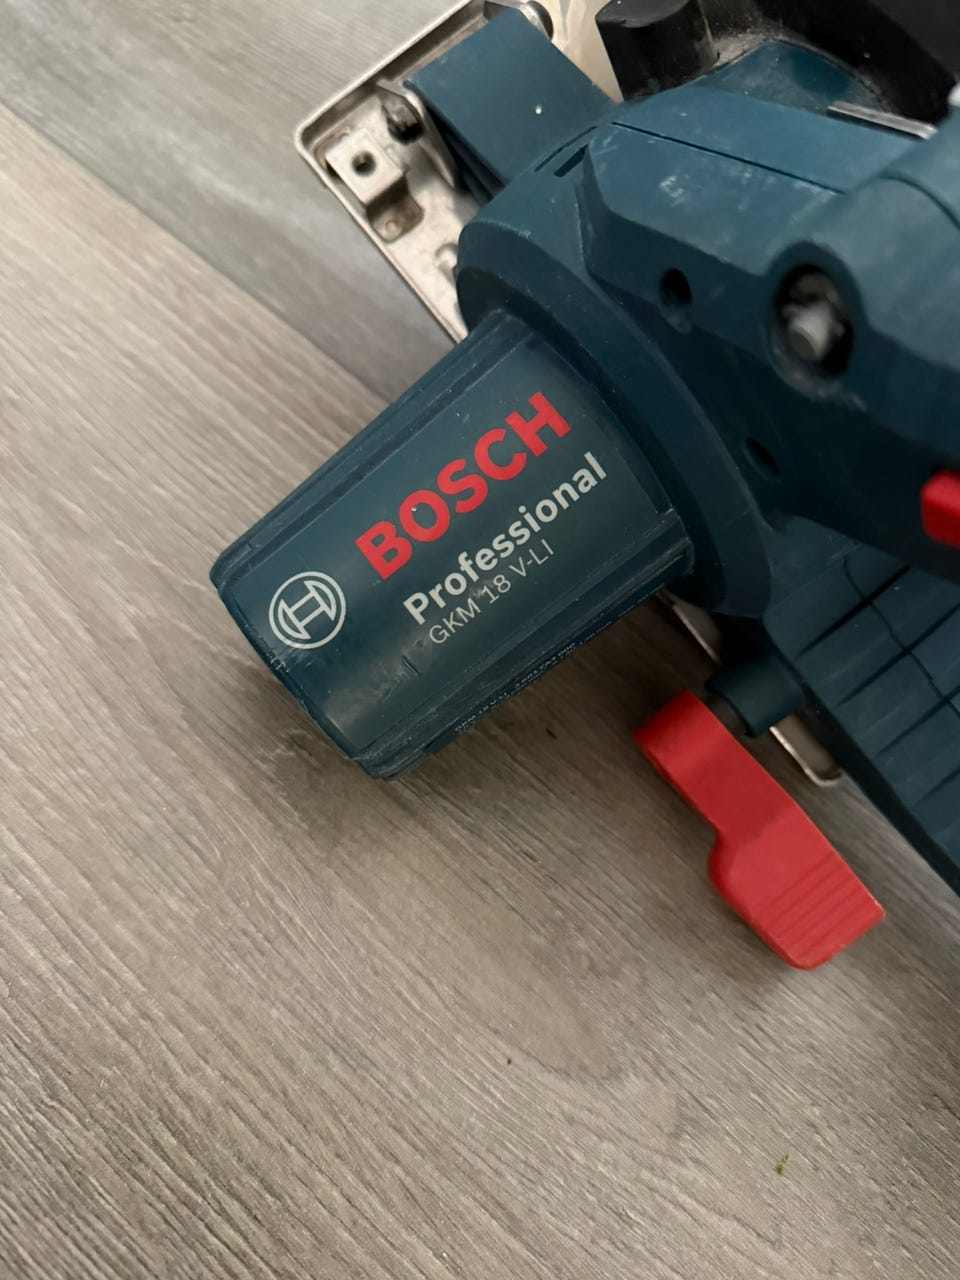 BOSCH
Professional
GKM 18 V-LI